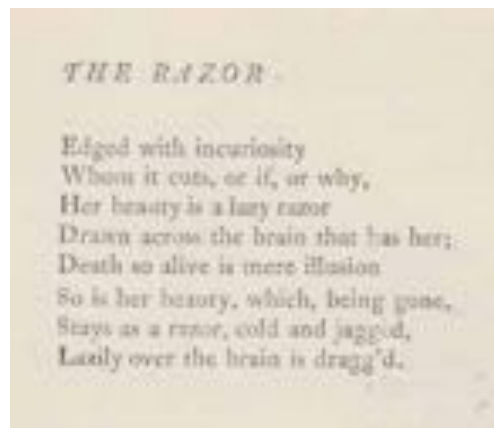 THE RAZOR
Edged with incuriosity
Whom it cuts, or if, or why,
Her beauty is a lazy razor
Drawn across the brain that has her;
Death so alive is mere illusion
So is her beauty, which, being gone,
Stays as a razor, cold and jagged,
Lazily over the brain is dragg'd.